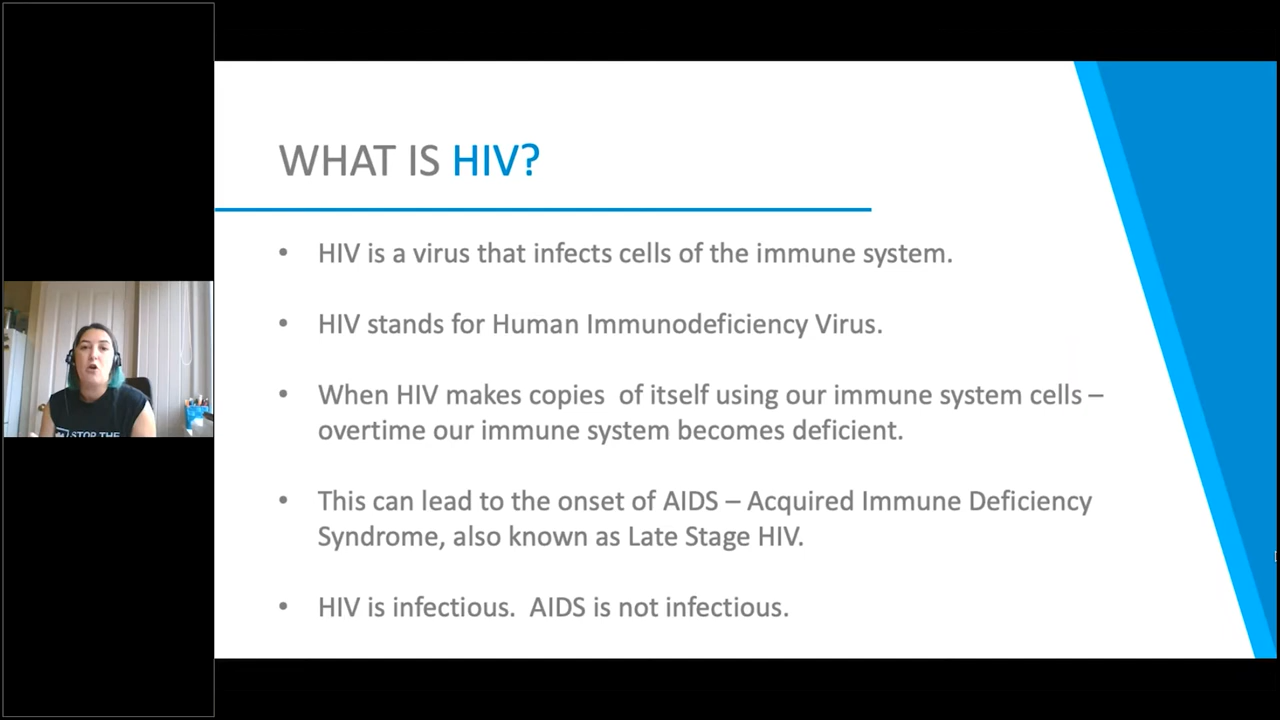 WHAT IS HIV?
• HIV is a virus that infects cells of the immune system.
• HIV stands for Human Immunodeficiency Virus.
• When HIV makes copies  of itself using our immune system cells –
overtime our immune system becomes deficient.
• This can lead to the onset of AIDS – Acquired Immune Deficiency
Syndrome, also known as Late Stage HIV.
• HIV is infectious.  AIDS is not infectious.
STOP THE